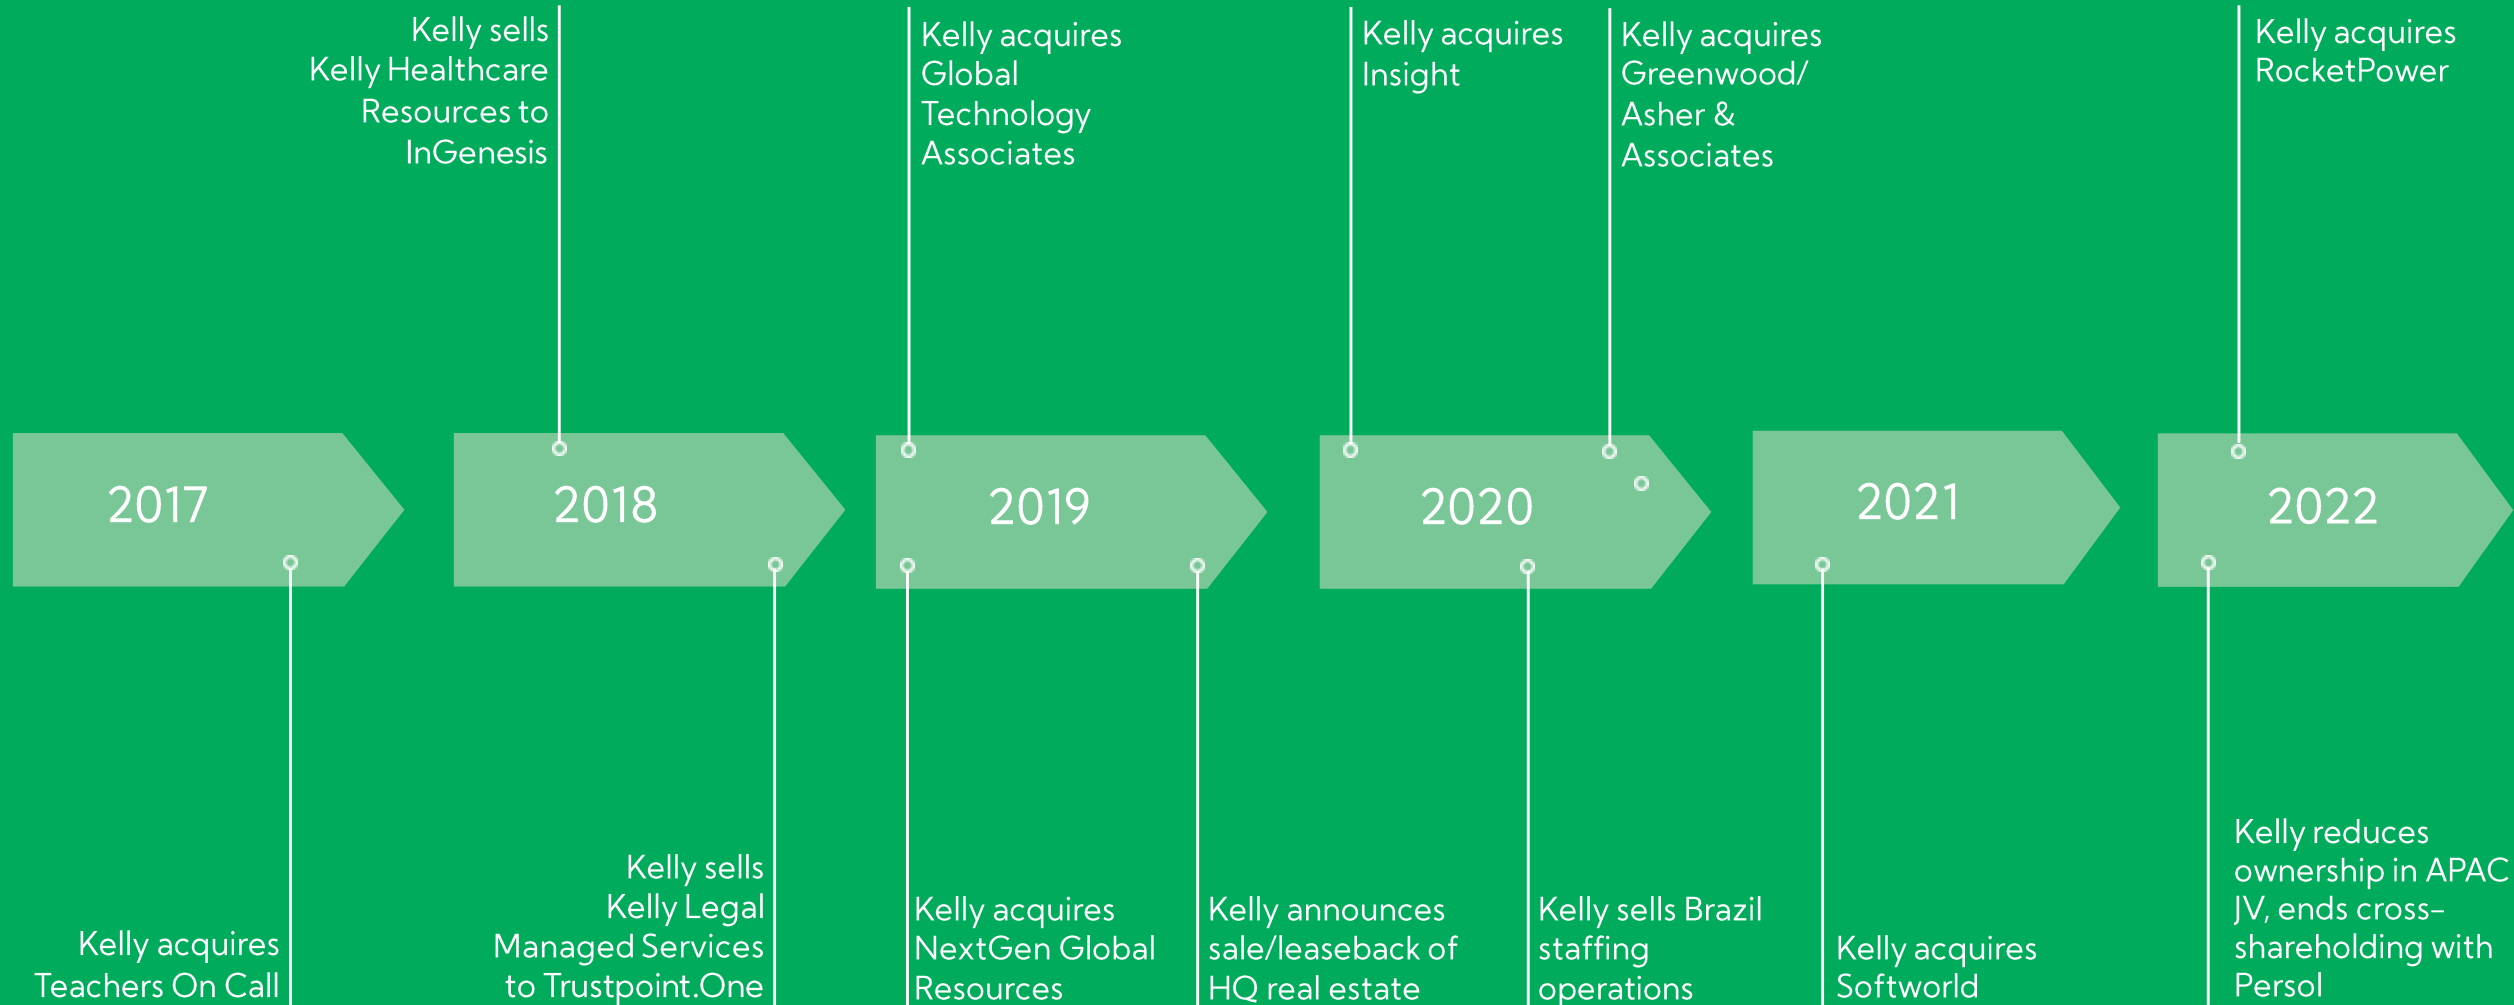 Kelly sells
Kelly Healthcare
Resources to
InGenesis
Kelly acquires
Global
Technology
Associates
Kelly acquires
Insight
Kelly acquires
Greenwood/
Asher &
Associates
Kelly acquires
RocketPower
2017
2018
2019
2020
2021
2022
Kelly acquires
Teachers On Call
Kelly sells
Kelly Legal
Managed Services
to Trustpoint.One
Kelly acquires
NextGen Global
Resources
Kelly announces
sale/leaseback of
HQ real estate
Kelly sells Brazil
staffing
operations
Kelly acquires
Softworld
Kelly reduces
ownership in APAC
JV, ends cross-
shareholding with
Persol